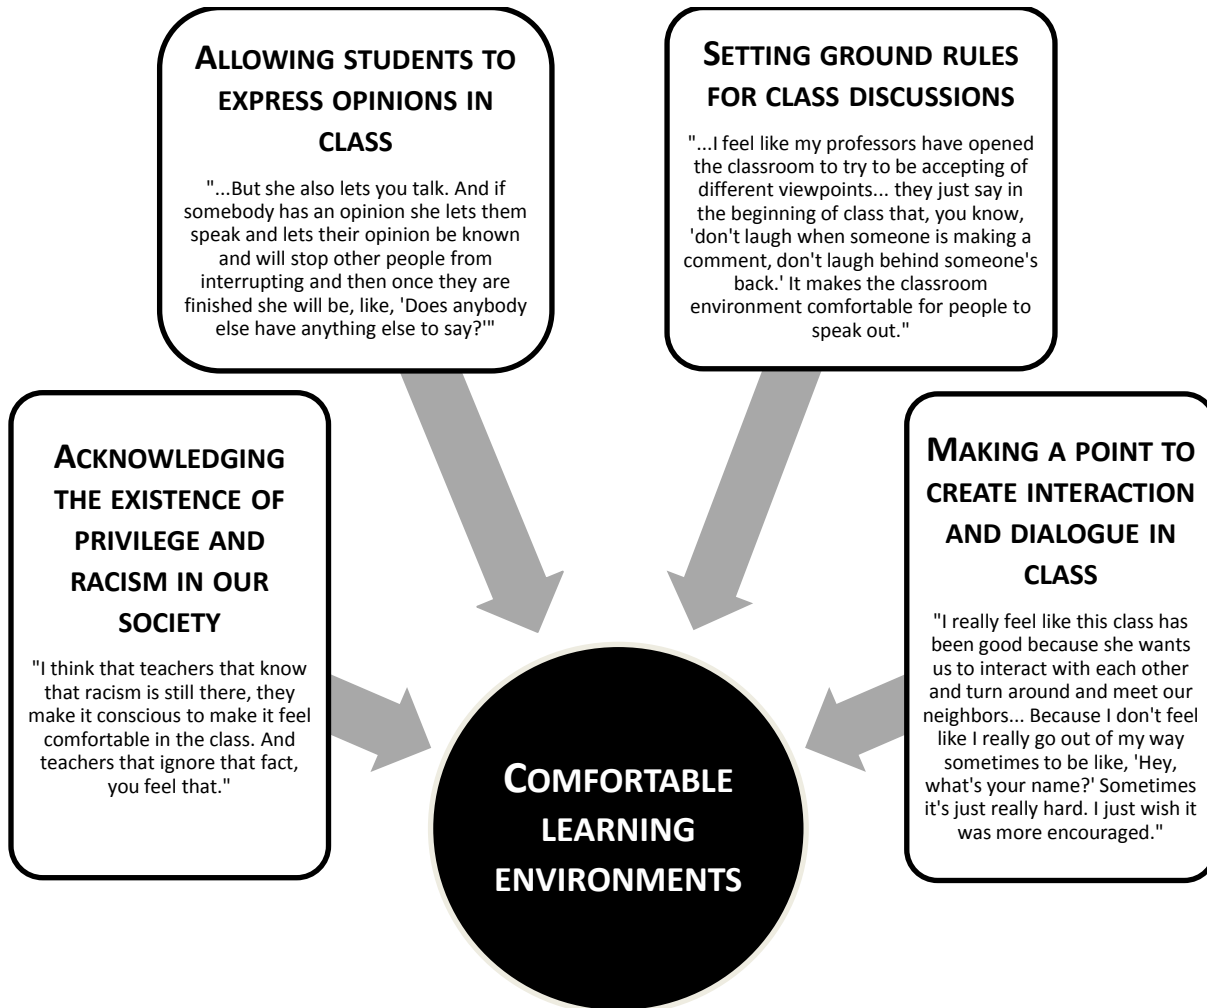 ALLOWING STUDENTS TO
EXPRESS OPINIONS IN
CLASS
"...But she also lets you talk. And if
somebody has an opinion she lets them
speak and lets their opinion be known
and will stop other people from
interrupting and then once they are
finished she will be, like, 'Does anybody
else have anything else to say?'"
SETTING GROUND RULES
FOR CLASS DISCUSSIONS
"...I feel like my professors have opened
the classroom to try to be accepting of
different viewpoints... they just say in
the beginning of class that, you know,
'don't laugh when someone is making a
comment, don't laugh behind someone's
back.' It makes the classroom
environment comfortable for people to
speak out."
ACKNOWLEDGING
THE EXISTENCE OF
PRIVILEGE AND
RACISM IN OUR
SOCIETY
"I think that teachers that know
that racism is still there, they
make it conscious to make it feel
comfortable in the class. And
teachers that ignore that fact,
you feel that."
MAKING A POINT TO
CREATE INTERACTION
AND DIALOGUE IN
CLASS
"I really feel like this class has
been good because she wants
us to interact with each other
and turn around and meet our
neighbors... Because I don't feel
like I really go out of my way
sometimes to be like, 'Hey,
what's your name?' Sometimes
it's just really hard. I just wish it
was more encouraged."
COMFORTABLE
LEARNING
ENVIRONMENTS